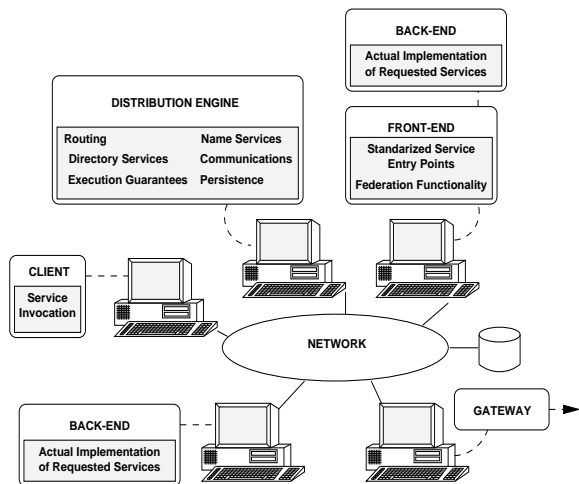 BACK-END
Actual Implementation
of Requested Services
DISTRIBUTION ENGINE
Routing Name Services
Directory Services Communications
Execution Guarantees Persistence
FRONT-END
Standarized Service
Entry Points
Federation Functionality
CLIENT
Service
Invocation
NETWORK
BACK-END
Actual Implementation
of Requested Services
GATEWAY